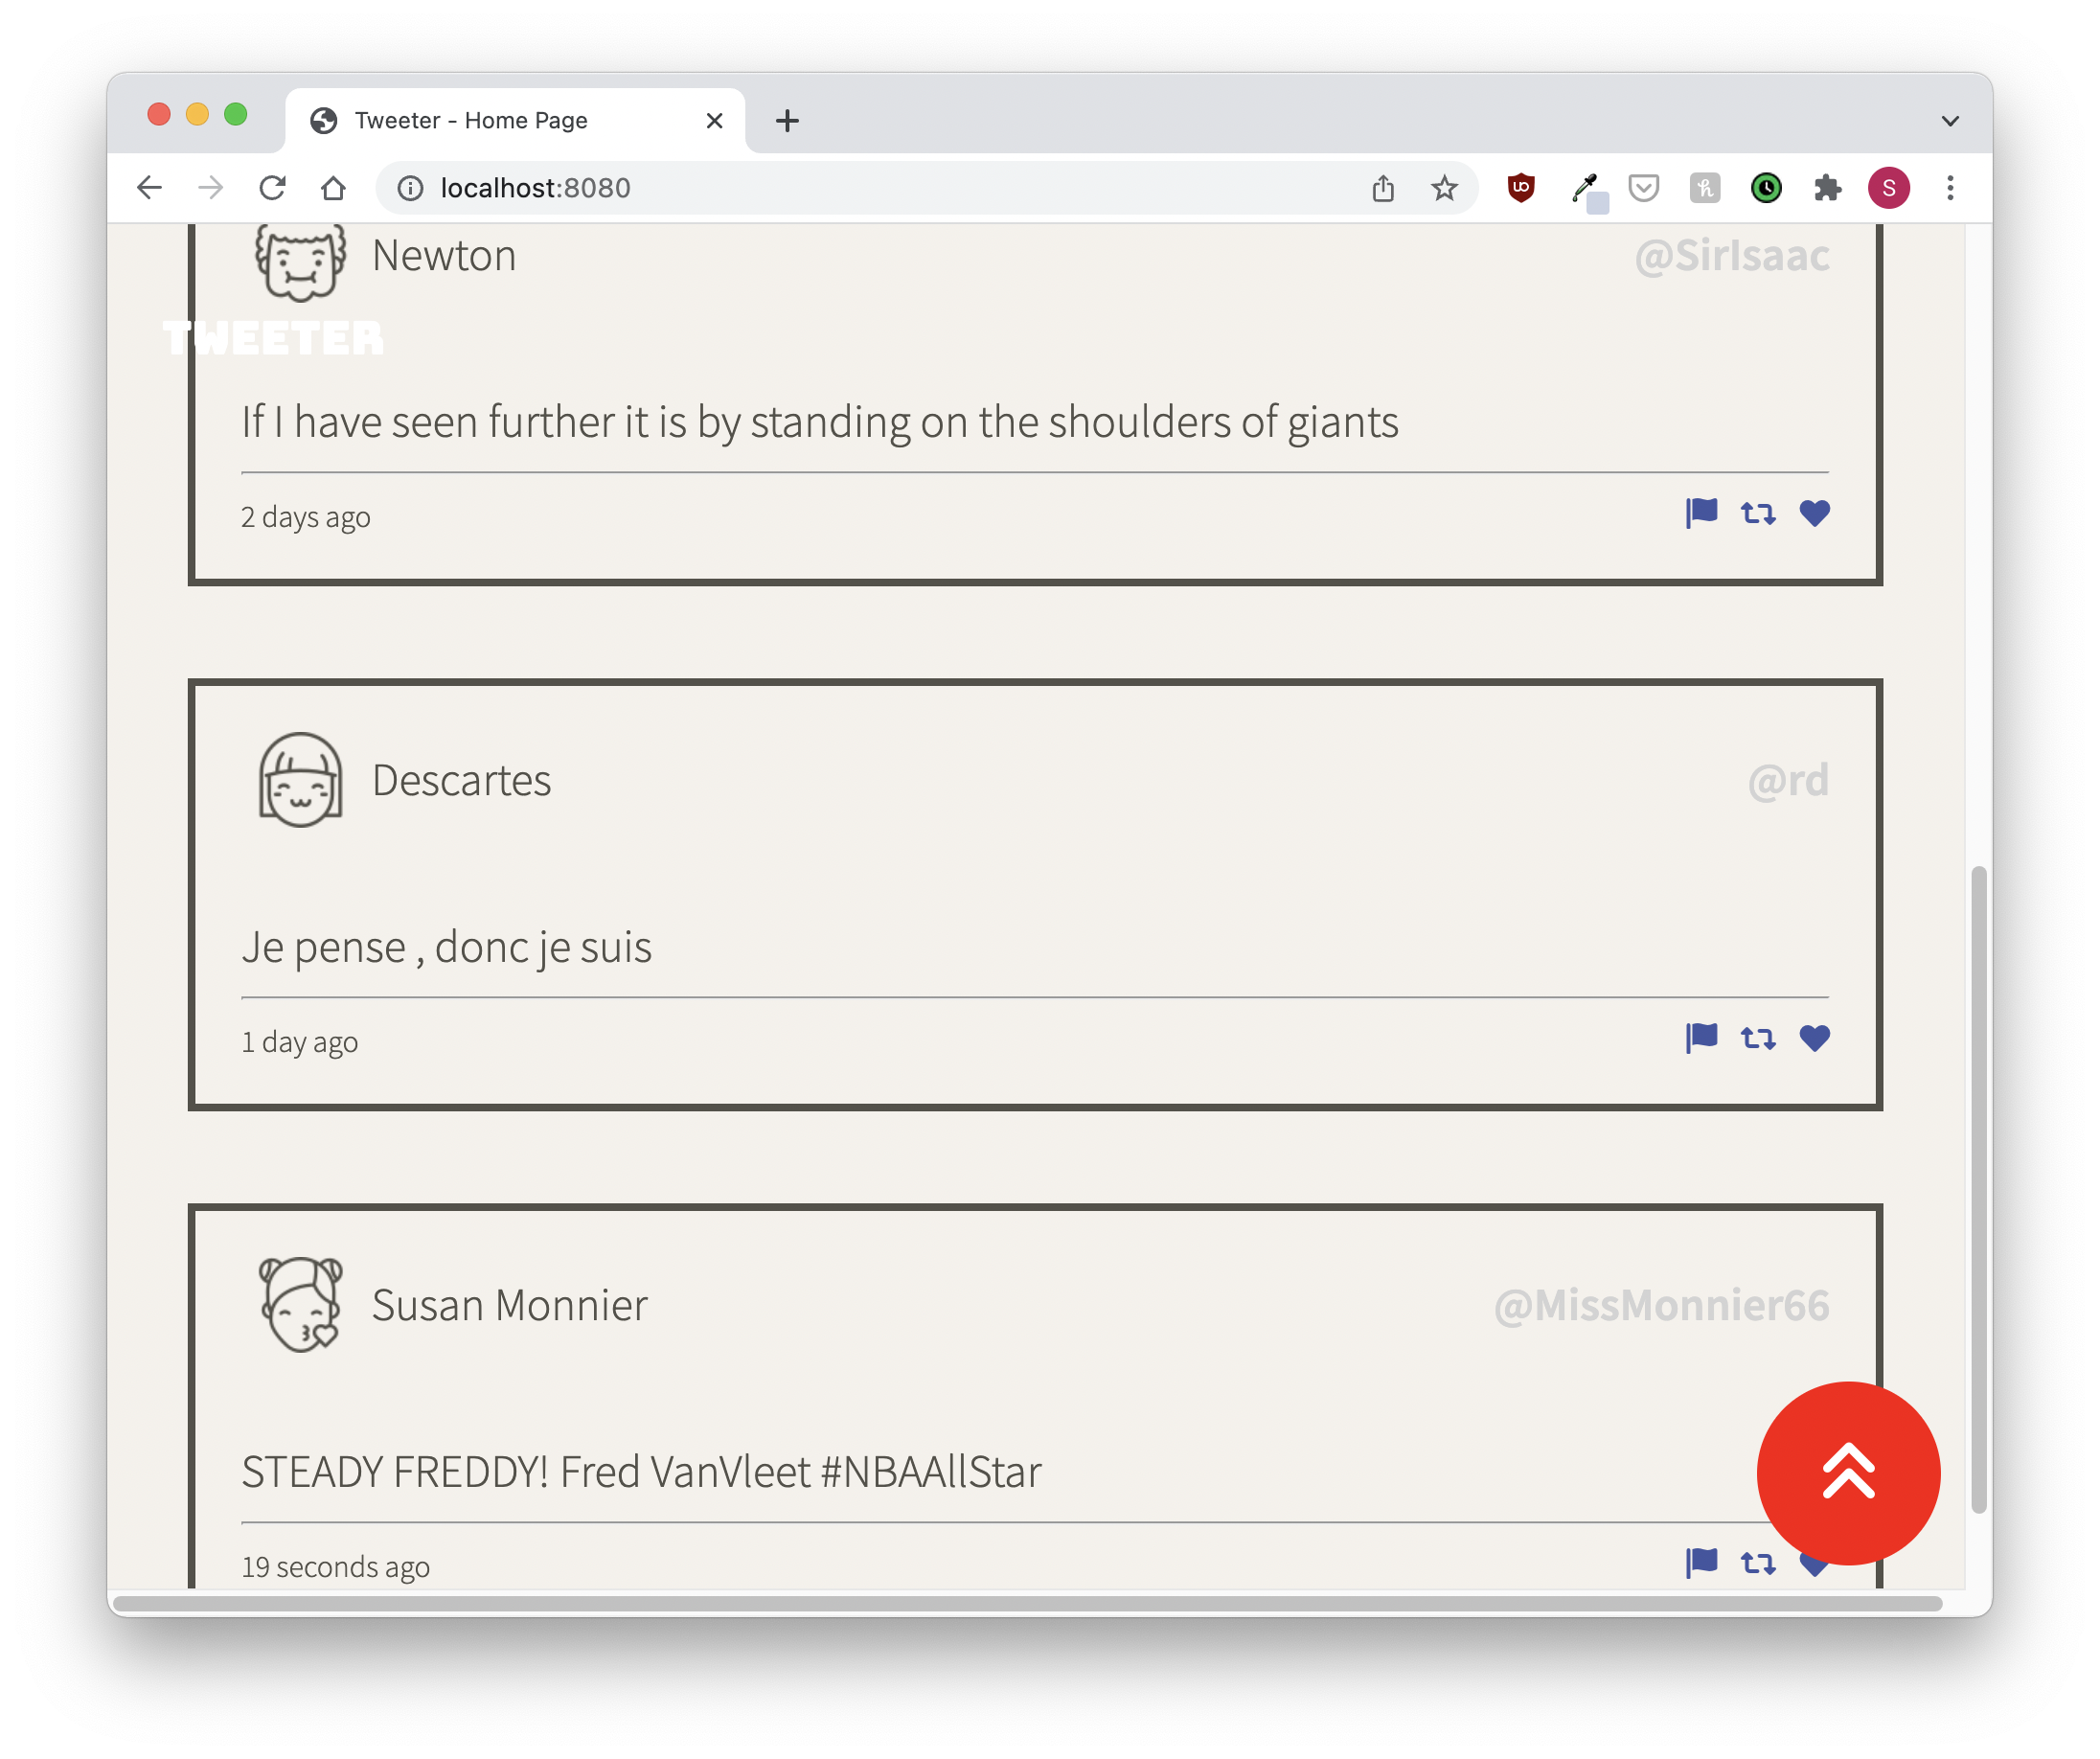 Tweeter - Home Page
localhost:8080
S
Newton @SirIsaac
TWEETER
If I have seen further it is by standing on the shoulders of giants
2 days ago
Descartes @rd
Je pense , donc je suis
1 day ago
Susan Monnier @MissMonnier66
STEADY FREDDY! Fred VanVleet #NBAAllStar
19 seconds ago